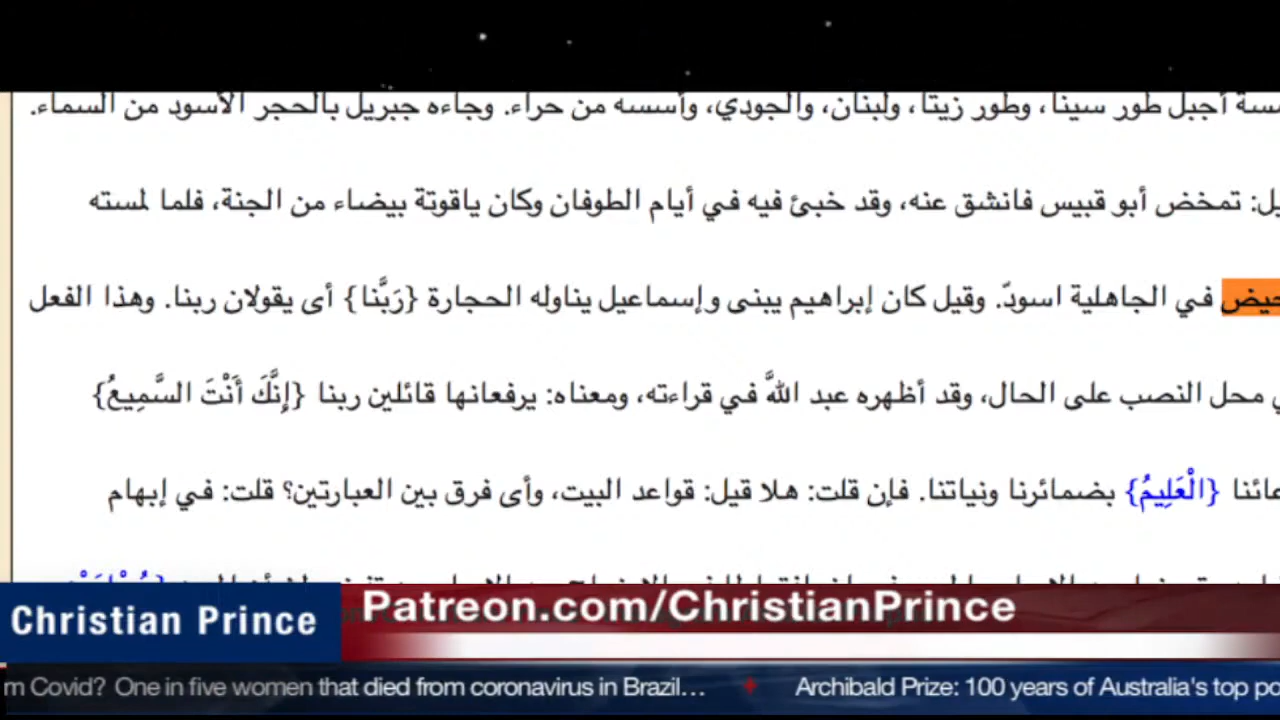 أجبل طور سينا، وطور زيتا، ولبنان، والجودي، وأسسه من حراء. وجاءه جبريل بالحجر الأسود من السماء.
تمخض أبو قبيس فانشق عنه، وقد خبئ فيه في أيام الطوفان وكان ياقوتة بيضاء من الجنة، فلما لمسته
في الجاهلية اسودّ. وقيل كان إبراهيم يبنى وإسماعيل يناوله الحجارة {رَبَّنا} أى يقولان ربنا. وهذا الفعل
محل النصب على الحال، وقد أظهره عبد اللَّه في قراءته، ومعناه: يرفعانها قائلين ربنا {إِنَّكَ أَنْتَ السَّمِيعُ}
{الْعَلِيمُ} بضمائرنا ونياتنا. فإن قلت: هلا قيل: قواعد البيت، وأى فرق بين العبارتين؟ قلت: في إبهام
Christian Prince
Patreon.com/ChristianPrince
Covid? One in five women that died from coronavirus in Brazil... Archibald Prize: 100 years of Australia's top